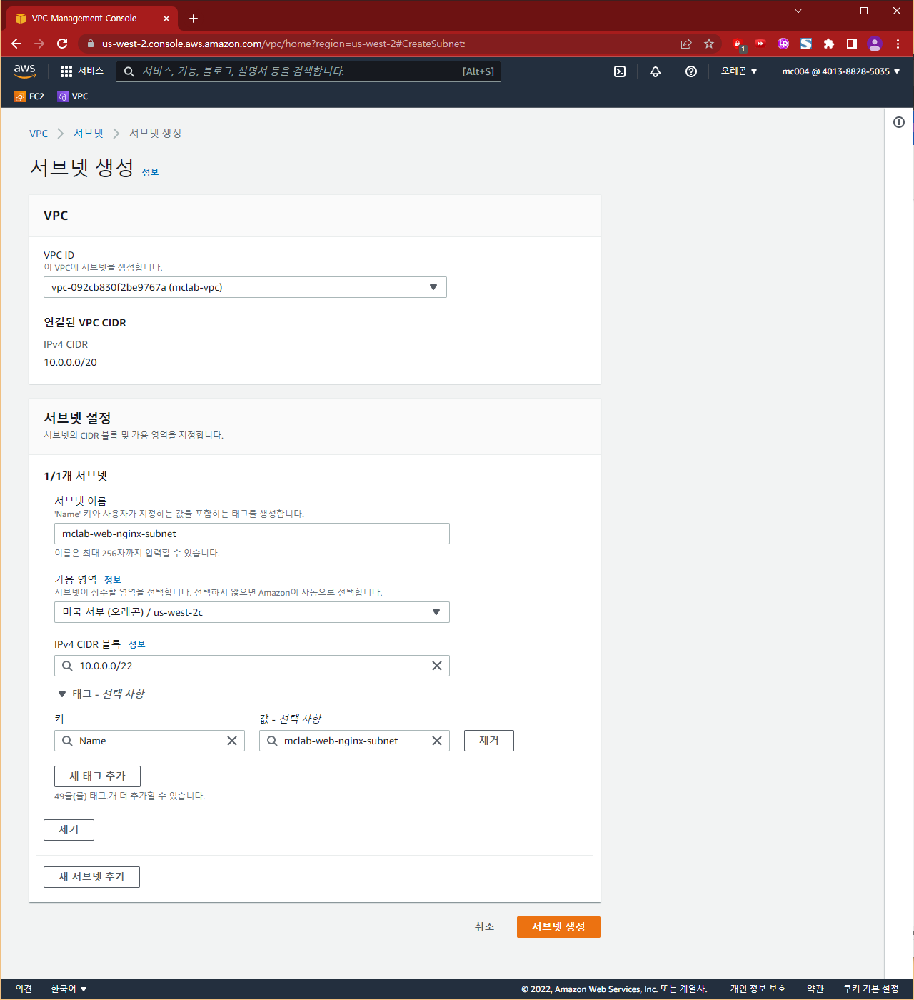 VPC Management Console
us-west-2.console.aws.amazon.com/vpc/home?region=us-west-2#CreateSubnet:
1
aws
서비스
서비스, 기능, 블로그, 설명서 등을 검색합니다.
[Alt+S]
오레곤
mc004 @ 4013-8828-5035
EC2
VPC
VPC
서브넷
서브넷 생성
서브넷 생성 정보
VPC
VPC ID
이 VPC에 서브넷을 생성합니다.
vpc-092cb830f2be9767a (mclab-vpc)
연결된 VPC CIDR
IPv4 CIDR
10.0.0.0/20
서브넷 설정
서브넷의 CIDR 블록 및 가용 영역을 지정합니다.
1/1개 서브넷
서브넷 이름
'Name' 키와 사용자가 지정하는 값을 포함하는 태그를 생성합니다.
mclab-web-nginx-subnet
이름은 최대 256자까지 입력할 수 있습니다.
가용 영역 정보
서브넷이 상주할 영역을 선택합니다. 선택하지 않으면 Amazon이 자동으로 선택합니다.
미국 서부 (오레곤) / us-west-2c
IPv4 CIDR 블록 정보
10.0.0.0/22
태그 - 선택 사항
키
값 - 선택 사항
Name
mclab-web-nginx-subnet
제거
새 태그 추가
49을(를) 태그.개 더 추가할 수 있습니다.
제거
새 서브넷 추가
취소
서브넷 생성
의견
한국어
© 2022, Amazon Web Services, Inc. 또는 계열사.
개인 정보 보호
약관
쿠키 기본 설정